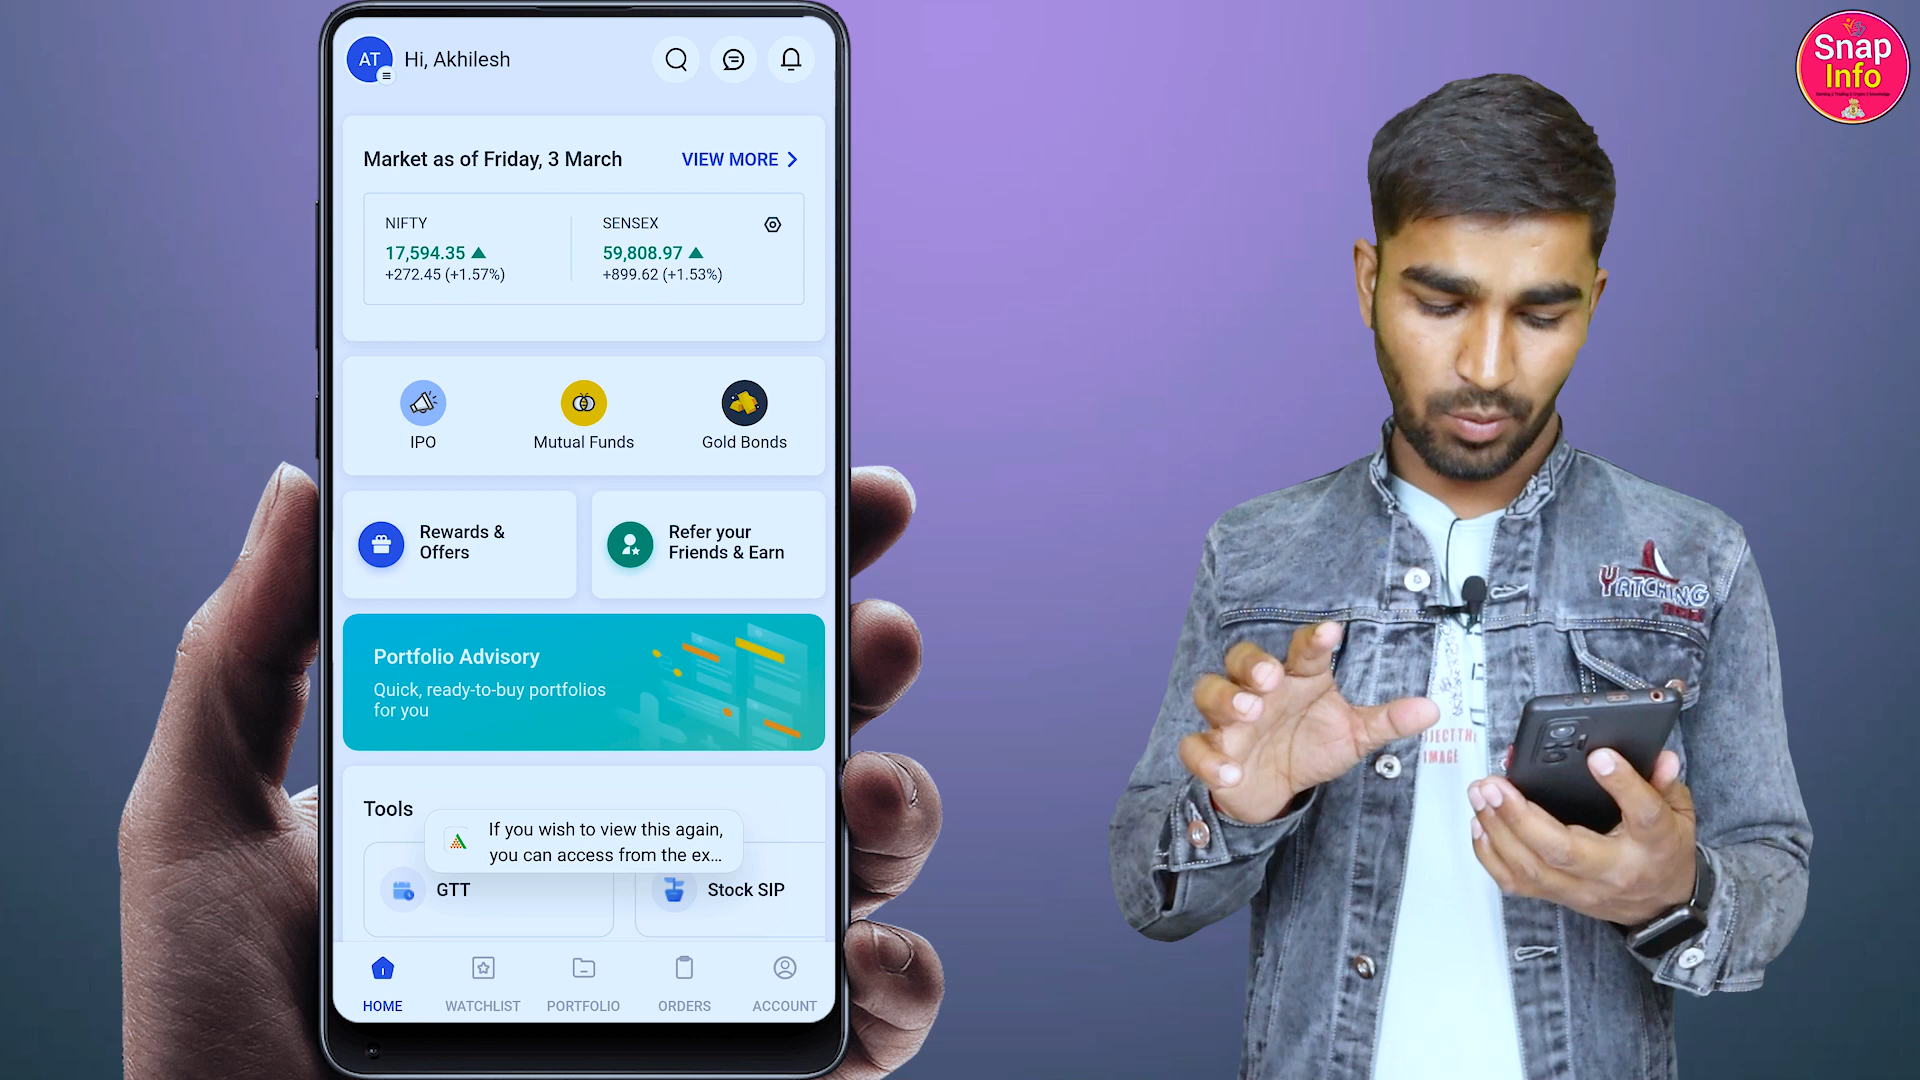 AT
Hi, Akhilesh
Market as of Friday, 3 March
VIEW MORE
NIFTY
17,594.35
+272.45 (+1.57%)
SENSEX
59,808.97
+899.62 (+1.53%)
IPO
Mutual Funds
Gold Bonds
Rewards &
Offers
Refer your
Friends & Earn
Portfolio Advisory
Quick, ready-to-buy portfolios
for you
Tools
If you wish to view this again,
you can access from the ex...
GTT
Stock SIP
HOME
WATCHLIST
PORTFOLIO
ORDERS
ACCOUNT
Snap
Info
YATCHING
IMAGE